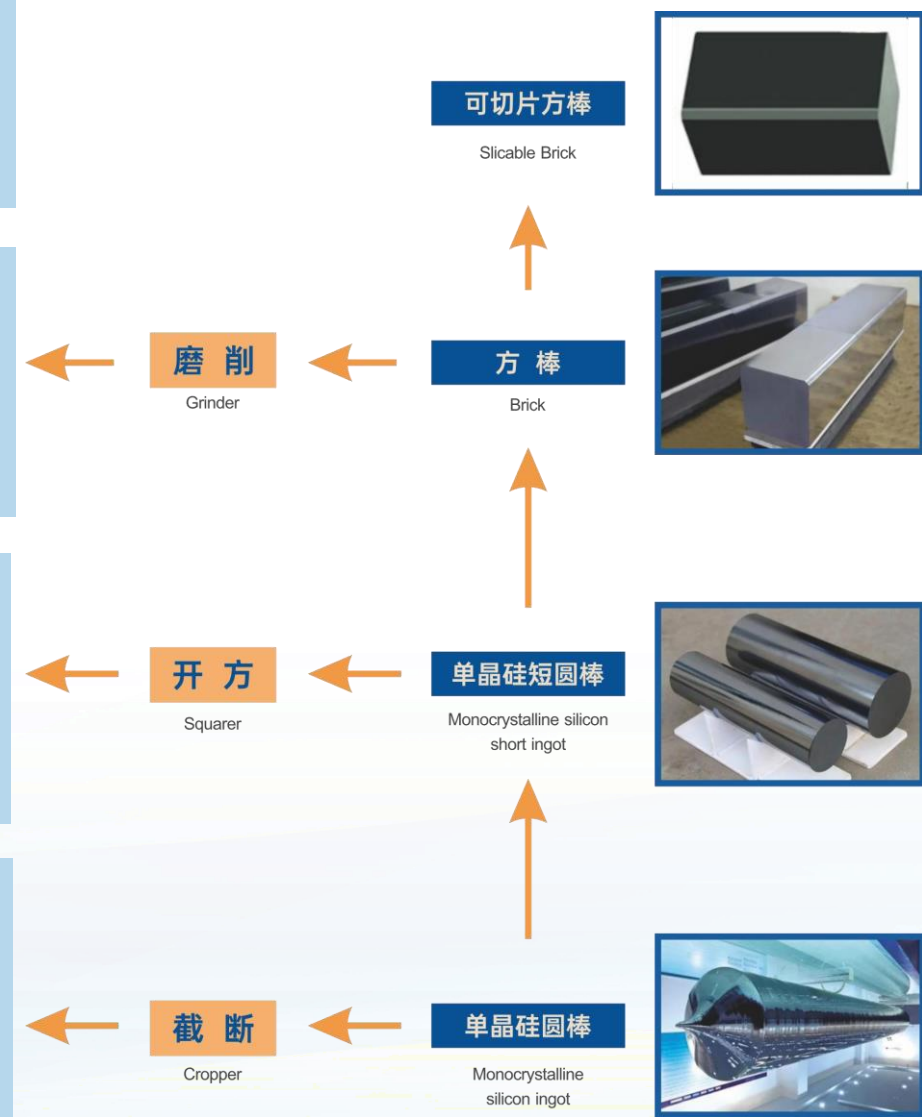 可切片方棒
Slicable Brick
磨 削
Grinder
方 棒
Brick
开 方
Squarer
单晶硅短圆棒
Monocrystalline silicon
short ingot
截 断
Cropper
单晶硅圆棒
Monocrystalline
silicon ingot